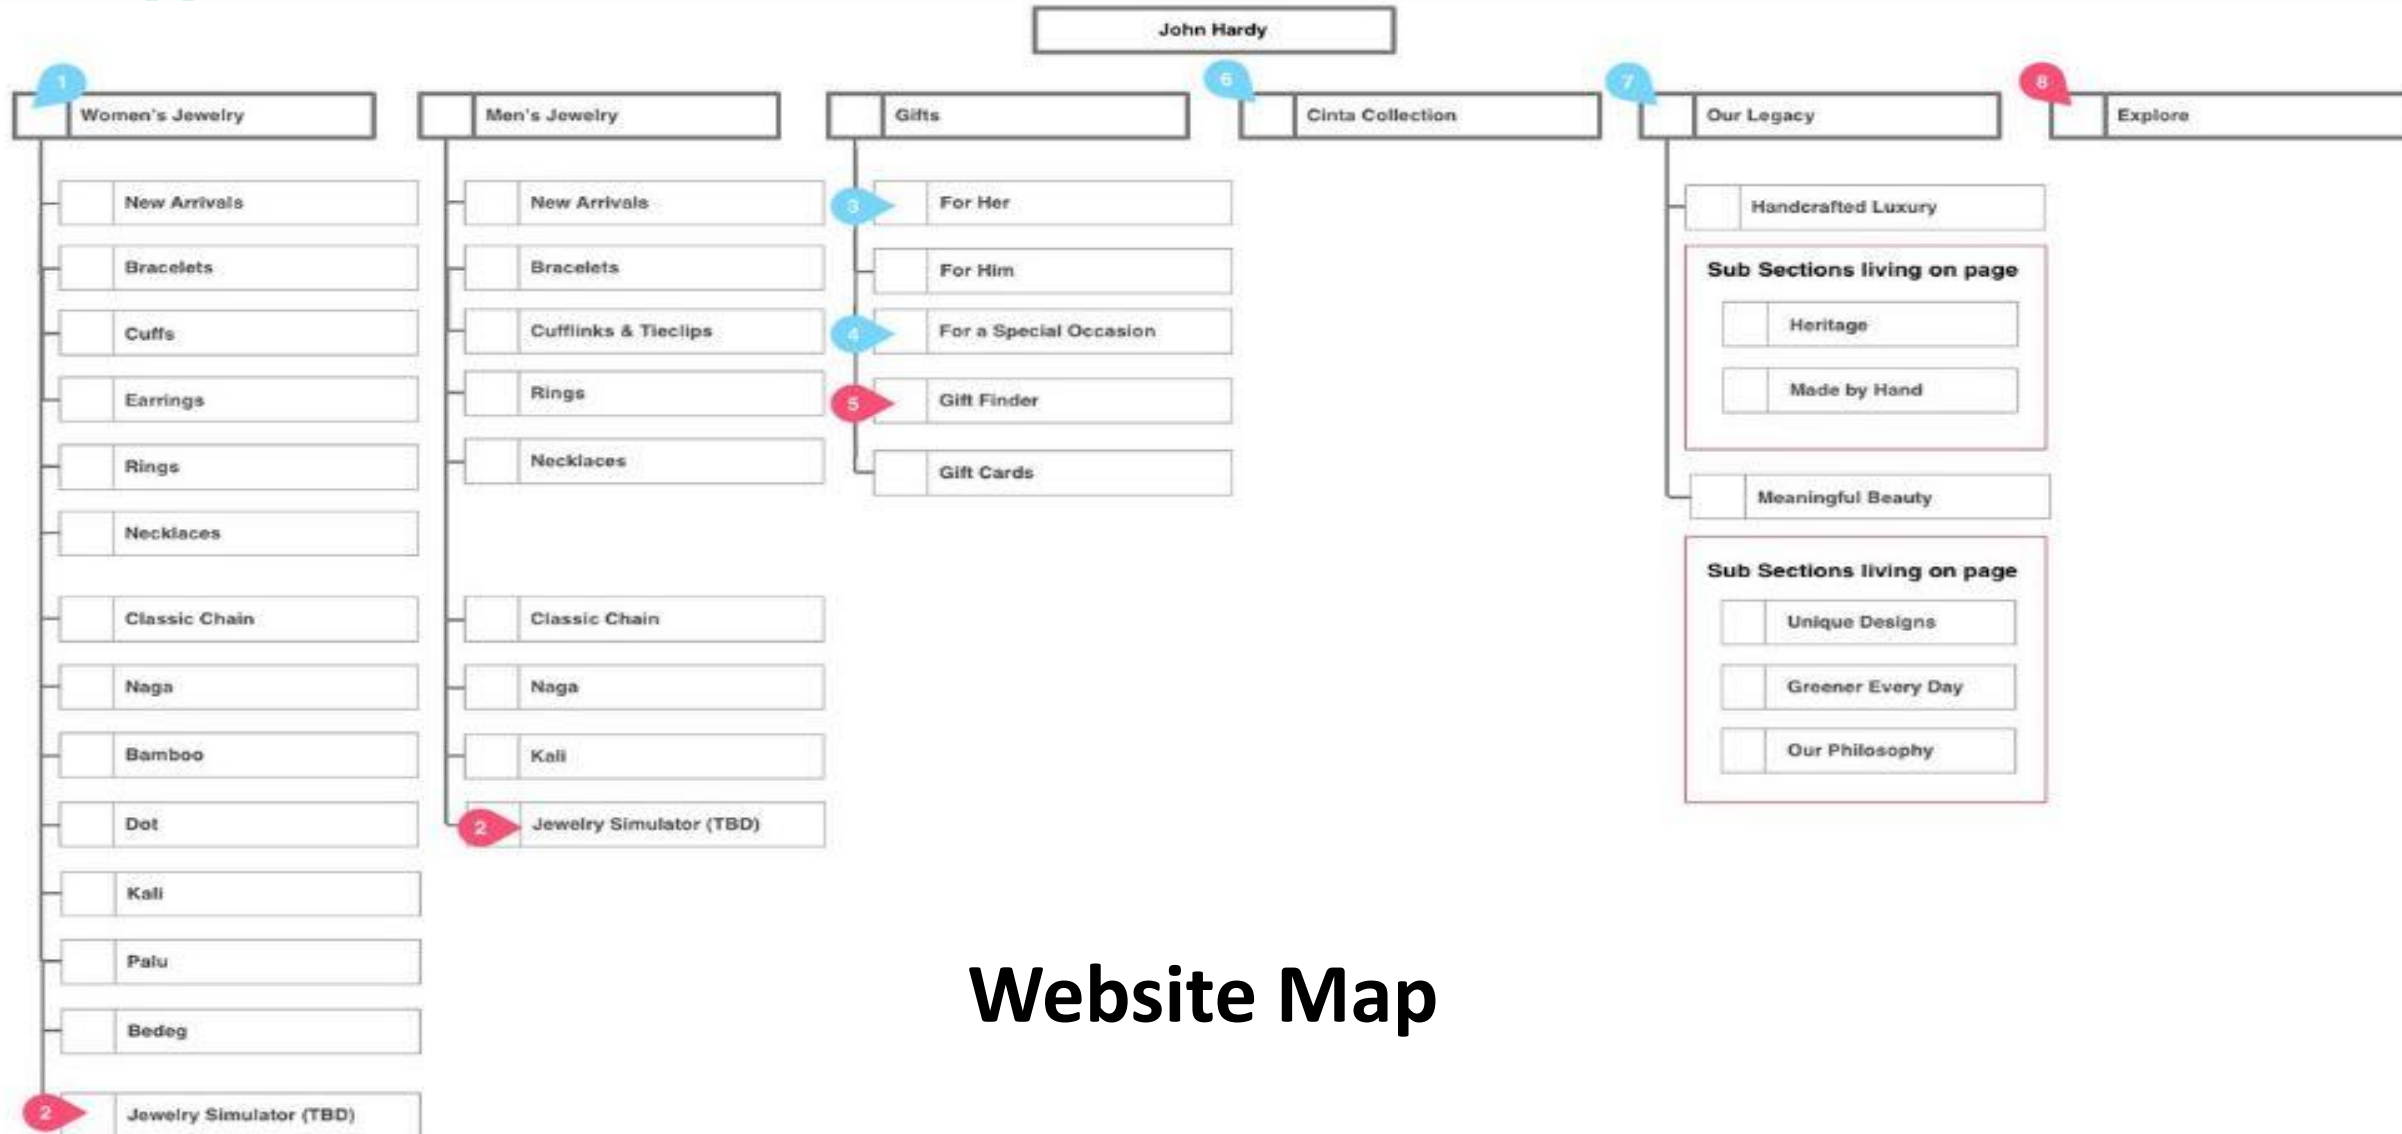 John Hardy
1
Women's Jewelry
New Arrivals
Bracelets
Cuffs
Earrings
Rings
Necklaces
Classic Chain
Naga
Bamboo
Dot
Kali
Palu
Bedeg
2
Jewelry Simulator (TBD)
Men's Jewelry
New Arrivals
Bracelets
Cufflinks & Tieclips
Rings
Necklaces
Classic Chain
Naga
Kali
2
Jewelry Simulator (TBD)
Gifts
3
For Her
For Him
4
For a Special Occasion
5
Gift Finder
Gift Cards
6
Cinta Collection
7
Our Legacy
Handcrafted Luxury
Sub Sections living on page
Heritage
Made by Hand
Meaningful Beauty
Sub Sections living on page
Unique Designs
Greener Every Day
Our Philosophy
8
Explore
Website Map